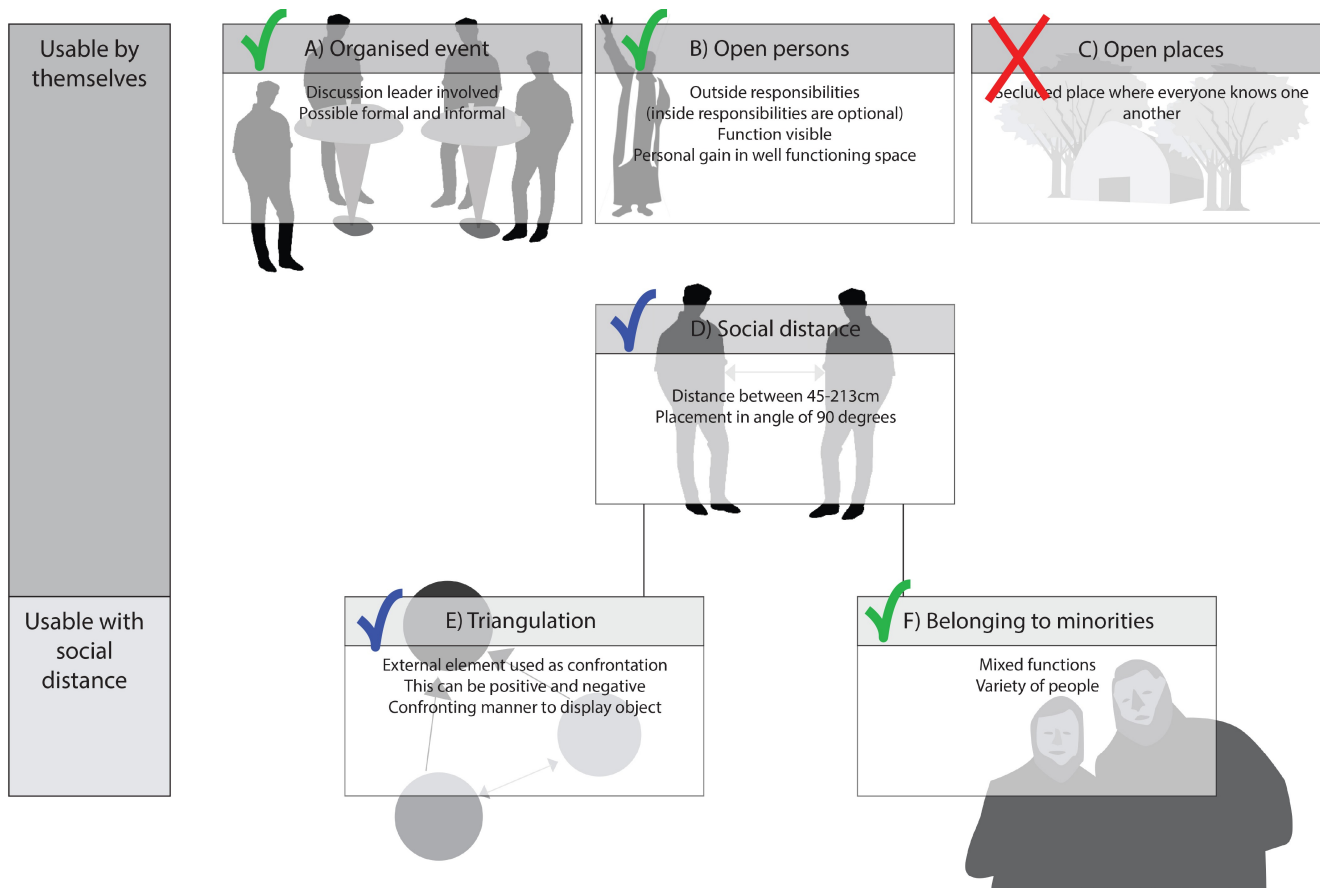 Usable by
themselves
A) Organised event
Discussion leader involved
Possible formal and informal
B) Open persons
Outside responsibilities
(inside responsibilities are optional)
Function visible
Personal gain in well functioning space
C) Open places
Secluded place where everyone knows one
another
D) Social distance
Distance between 45-213cm
Placement in angle of 90 degrees
Usable with
social
distance
E) Triangulation
External element used as confrontation
This can be positive and negative
Confronting manner to display object
F) Belonging to minorities
Mixed functions
Variety of people